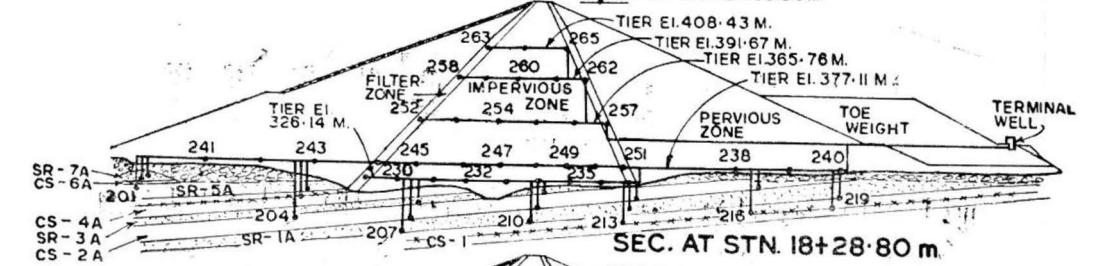 TIER El. 408·43 M.
263
265
TIER El. 391·67 M.
258
260
262
TIER El. 365·76 M.
FILTER
ZONE
IMPERVIOUS
ZONE
TIER El. 377·11 M.
252
254
257
TIER El
326·14 M.
PERVIOUS
ZONE
TOE
WEIGHT
TERMINAL
WELL
241
243
245
247
249
251
238
240
SR-7A
CS-6A
SR-5A
230
232
235
201
204
207
210
213
216
219
CS-4A
SR-3A
CS-2A
SR-1A
CS-1
SEC. AT STN. 18+28·80 m